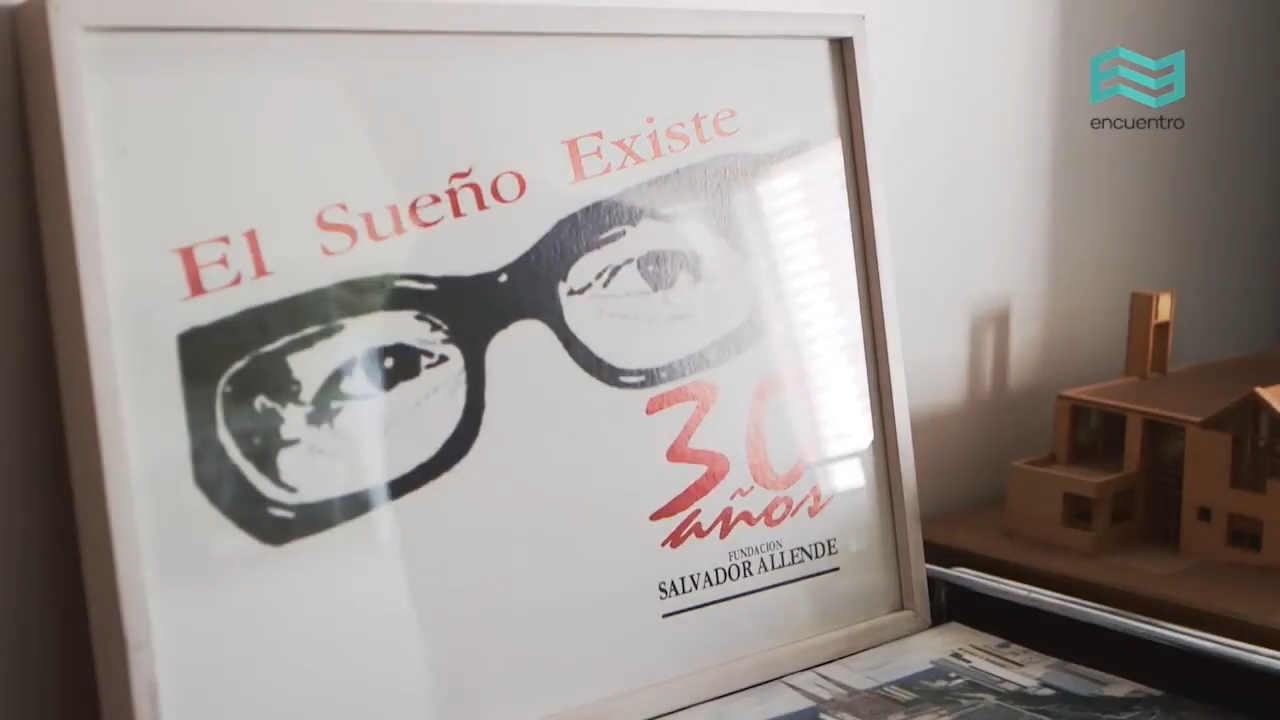 encuentro
El Sueño Existe
30
años
FUNDACION
SALVADOR ALLENDE